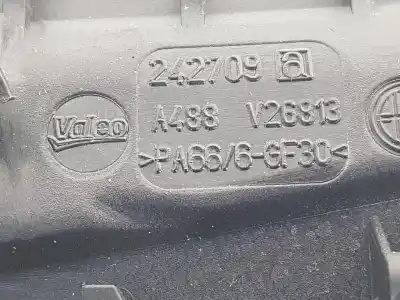 242709 a
Valeo
A488 V26813
>PA66/6-GF30<